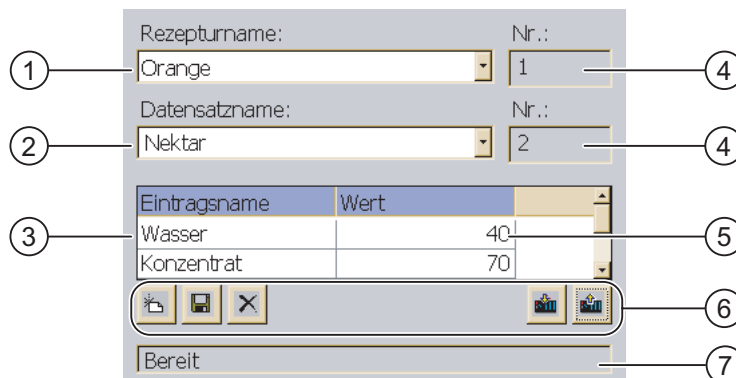 Rezepturname: Nr.:
1 Orange 1 4
Datensatzname: Nr.:
2 Nektar 2 4
Eintragsname Wert
3 Wasser 40 5
Konzentrat 70
6
Bereit 7